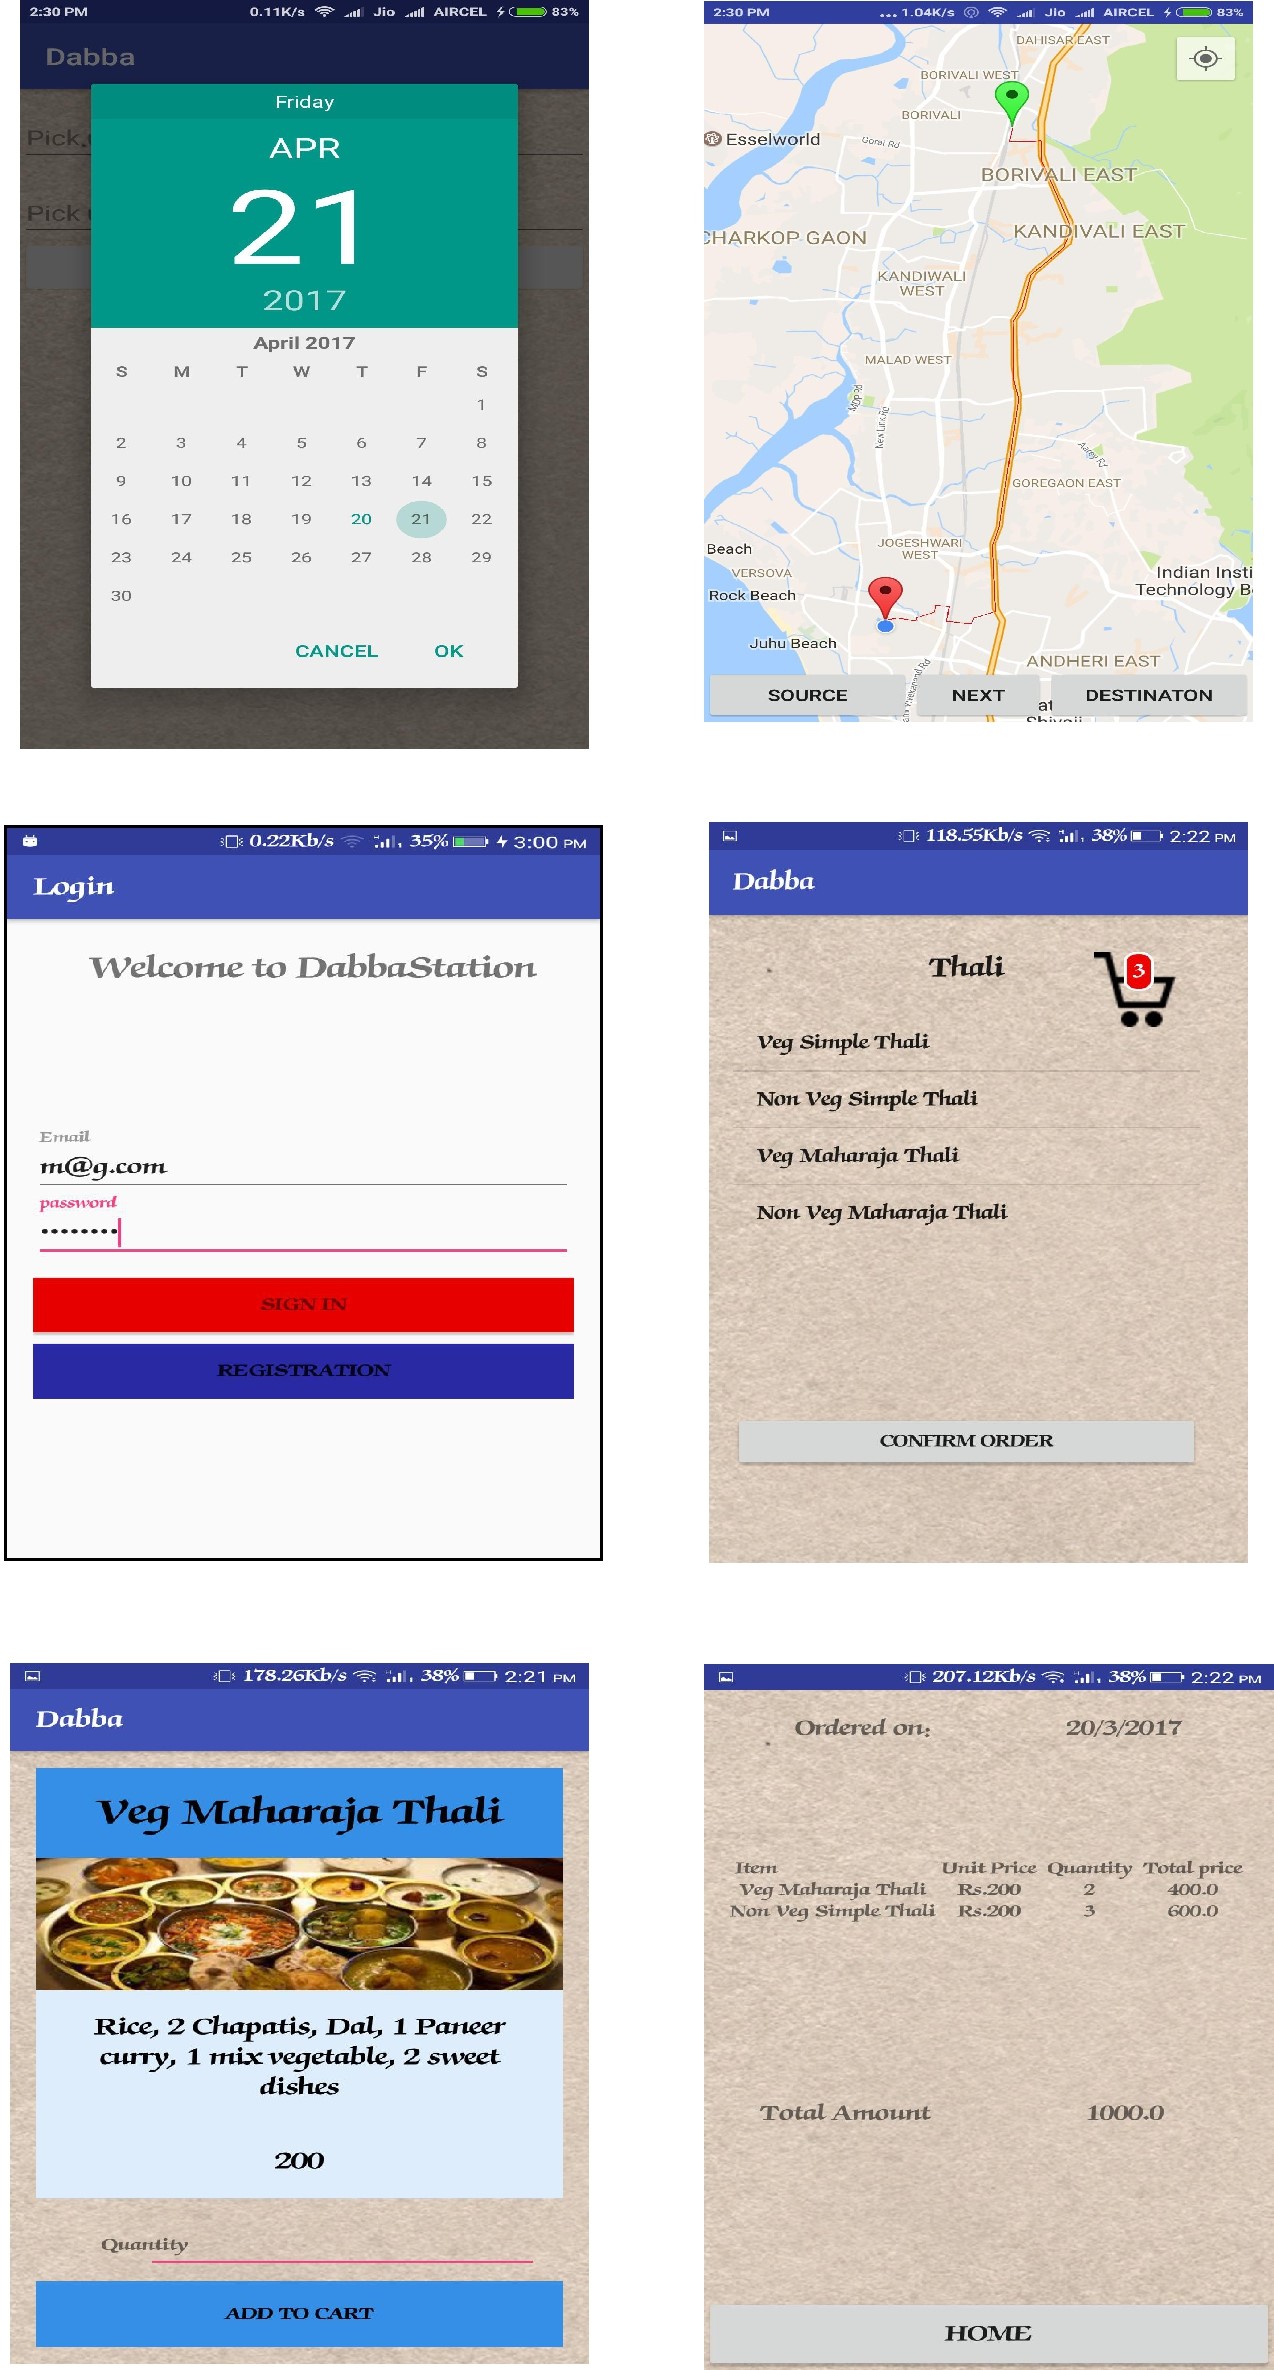 2:30 PM 0.11K/s Jio AIRCEL 83%
Dabba
Pick
Pick
Friday
APR
21
2017
April 2017
S M T W T F S
1
2 3 4 5 6 7 8
9 10 11 12 13 14 15
16 17 18 19 20 21 22
23 24 25 26 27 28 29
30
CANCEL OK
2:30 PM ... 1.04K/s Jio AIRCEL 83%
DAHISAR EAST
BORIVALI WEST
BORIVALI
Esselworld
Gorai Rd
BORIVALI EAST
CHARKOP GAON
KANDIVALI EAST
KANDIWALI
WEST
MALAD WEST
MDP Rd
New Link Rd
Aarey Rd
GOREGAON EAST
JOGESHWARI
WEST
Beach
VERSOVA
Rock Beach
Indian Insti
Technology B
Juhu Beach
ANDHERI EAST
SOURCE NEXT DESTINATON
at
Shivaji
0.22Kb/s 35% 3:00 PM
Login
Welcome to DabbaStation
Email
m@g.com
password
SIGN IN
REGISTRATION
118.55Kb/s 38% 2:22 PM
Dabba
Thali 3
Veg Simple Thali
Non Veg Simple Thali
Veg Maharaja Thali
Non Veg Maharaja Thali
CONFIRM ORDER
178.26Kb/s 38% 2:21 PM
Dabba
Veg Maharaja Thali
Rice, 2 Chapatis, Dal, 1 Paneer
curry, 1 mix vegetable, 2 sweet
dishes
200
Quantity
ADD TO CART
207.12Kb/s 38% 2:22 PM
Ordered on: 20/3/2017
Item Unit Price Quantity Total price
Veg Maharaja Thali Rs.200 2 400.0
Non Veg Simple Thali Rs.200 3 600.0
Total Amount 1000.0
HOME